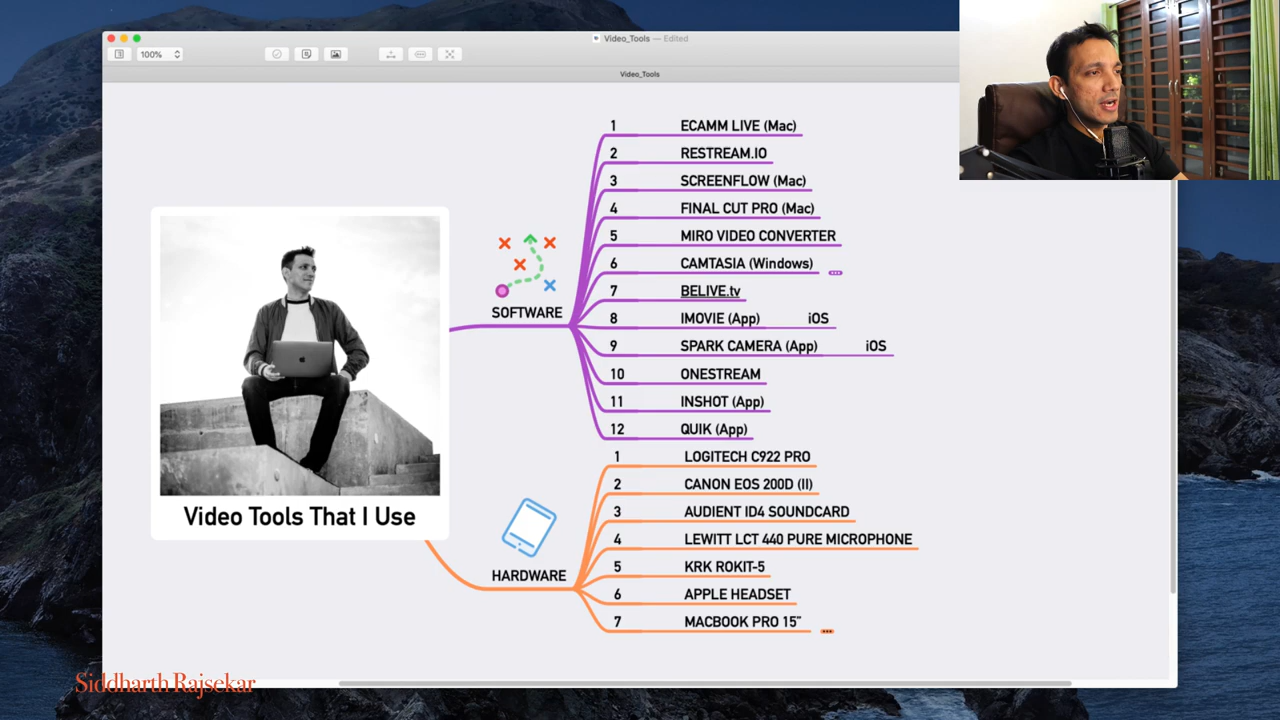 Video_Tools — Edited
100%
Video_Tools
Video Tools That I Use
SOFTWARE
1 ECAMM LIVE (Mac)
2 RESTREAM.IO
3 SCREENFLOW (Mac)
4 FINAL CUT PRO (Mac)
5 MIRO VIDEO CONVERTER
6 CAMTASIA (Windows)
7 BELIVE.tv
8 IMOVIE (App) iOS
9 SPARK CAMERA (App) iOS
10 ONESTREAM
11 INSHOT (App)
12 QUIK (App)
HARDWARE
1 LOGITECH C922 PRO
2 CANON EOS 200D (II)
3 AUDIENT ID4 SOUNDCARD
4 LEWITT LCT 440 PURE MICROPHONE
5 KRK ROKIT-5
6 APPLE HEADSET
7 MACBOOK PRO 15"
Siddharth Rajsekar